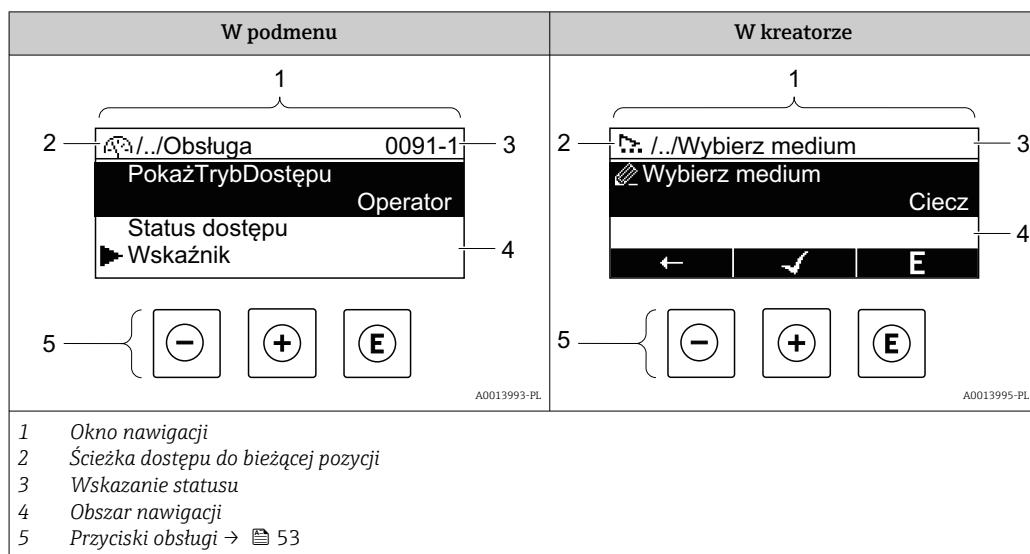 W podmenu
W kreatorze
1
2
/../Obsługa 0091-1
3
PokażTrybDostępu
Operator
Status dostępu
Wskaźnik
4
5
− + E
A0013993-PL
1
2
/../Wybierz medium
3
Wybierz medium
Ciecz
4
← ✓ E
5
− + E
A0013995-PL
1 Okno nawigacji
2 Ścieżka dostępu do bieżącej pozycji
3 Wskazanie statusu
4 Obszar nawigacji
5 Przyciski obsługi → 53